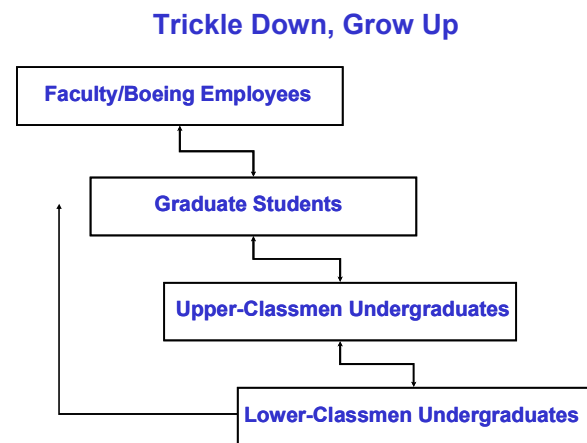 Trickle Down, Grow Up
Faculty/Boeing Employees
Graduate Students
Upper-Classmen Undergraduates
Lower-Classmen Undergraduates